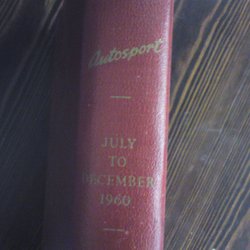 Autosport
JULY
TO
DECEMBER
1960